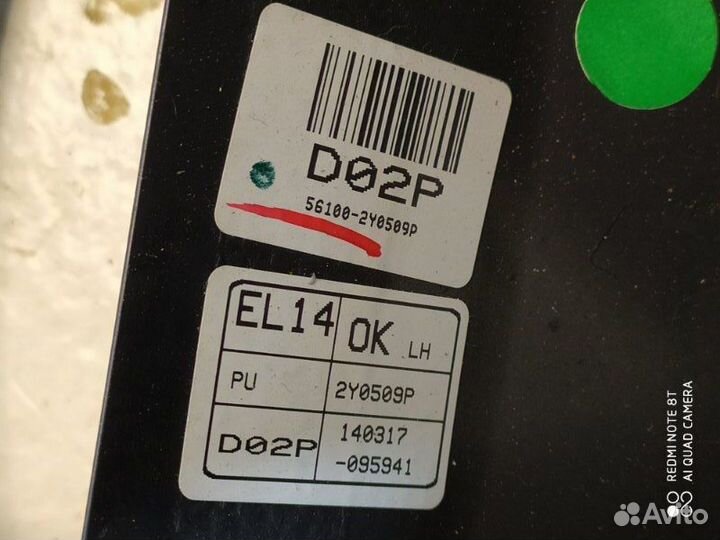 D02P
56100-2Y0509P
EL14
OK LH
PU
2Y0509P
D02P
140317
-095941
REDMI NOTE 8T
AI QUAD CAMERA
Avito